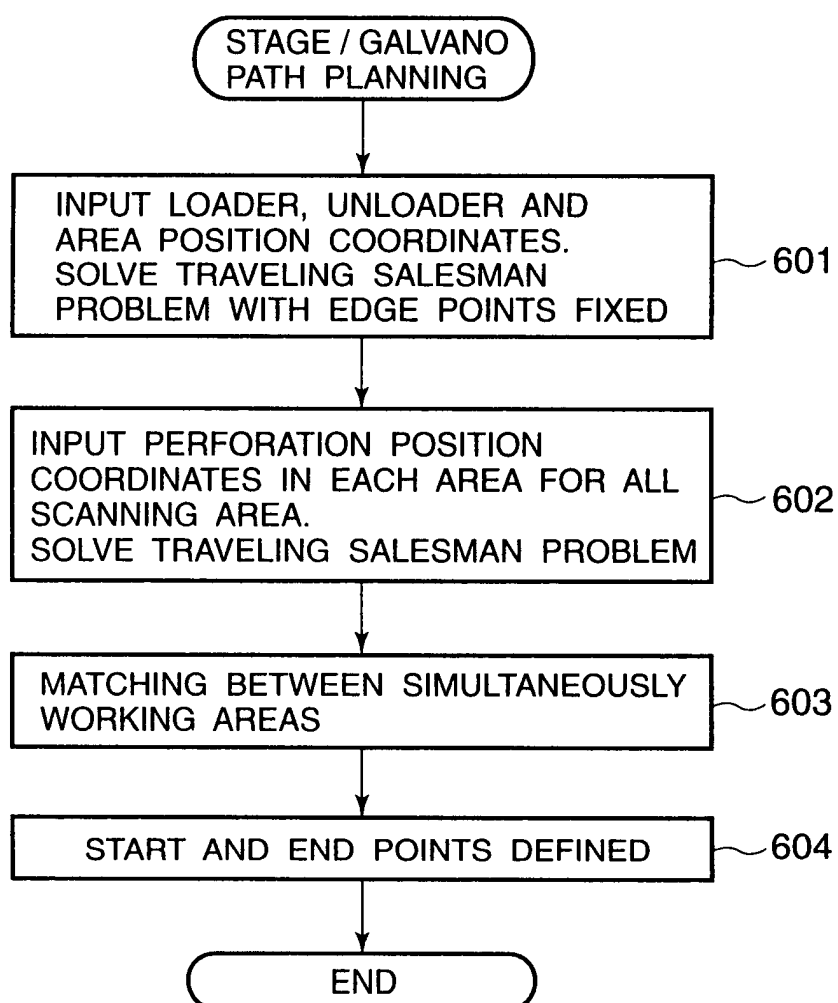 STAGE / GALVANO
PATH PLANNING
INPUT LOADER, UNLOADER AND
AREA POSITION COORDINATES.
SOLVE TRAVELING SALESMAN
PROBLEM WITH EDGE POINTS FIXED
601
INPUT PERFORATION POSITION
COORDINATES IN EACH AREA FOR ALL
SCANNING AREA.
SOLVE TRAVELING SALESMAN PROBLEM
602
MATCHING BETWEEN SIMULTANEOUSLY
WORKING AREAS
603
START AND END POINTS DEFINED
604
END